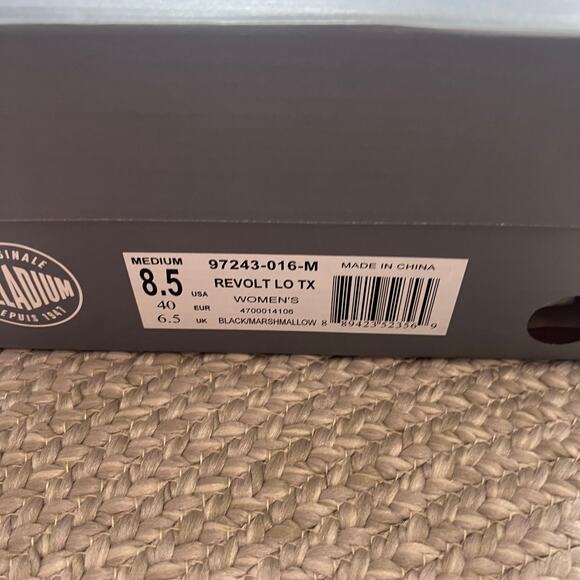 MEDIUM
8.5 USA
40 EUR
6.5 UK
97243-016-M
REVOLT LO TX
WOMEN'S
4700014106
BLACK/MARSHMALLOW
MADE IN CHINA
8 89423 52356 9